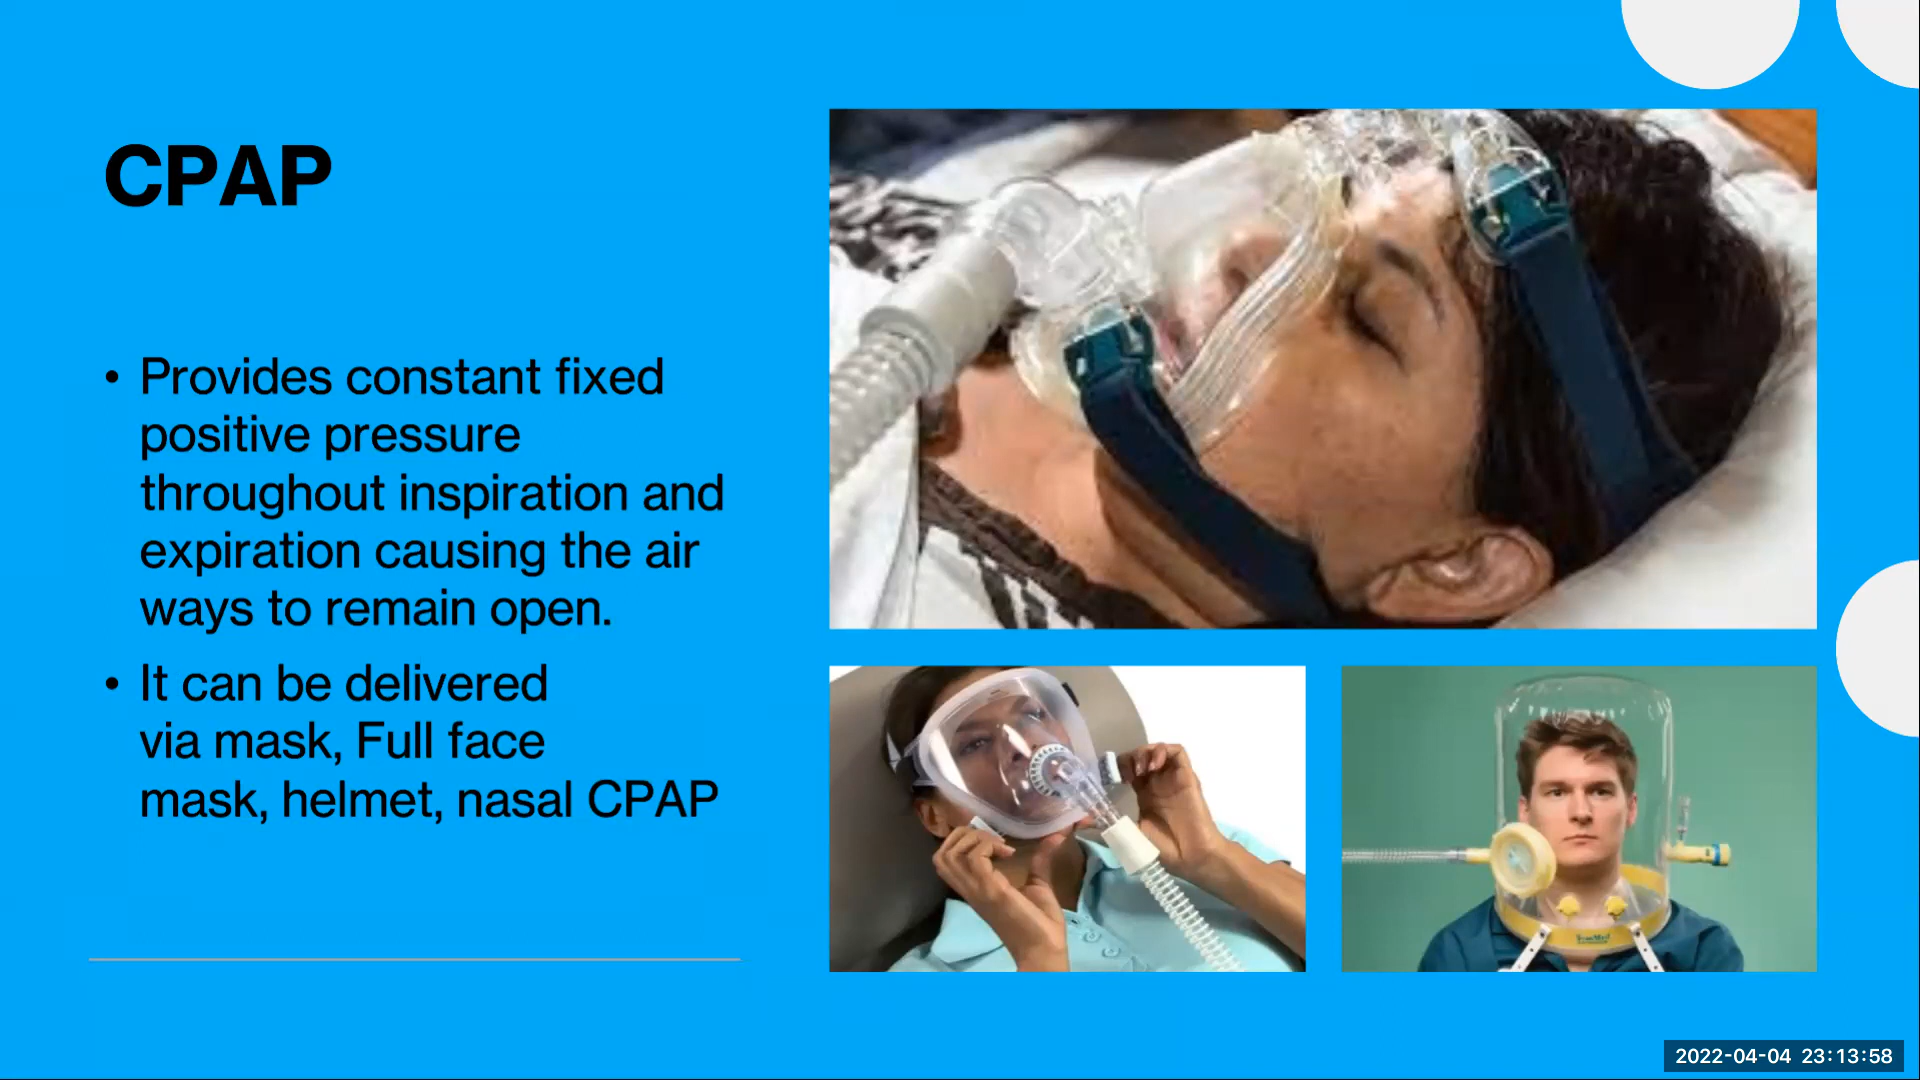 CPAP
• Provides constant fixed
positive pressure
throughout inspiration and
expiration causing the air
ways to remain open.
• It can be delivered
via mask, Full face
mask, helmet, nasal CPAP
2022-04-04 23:13:58